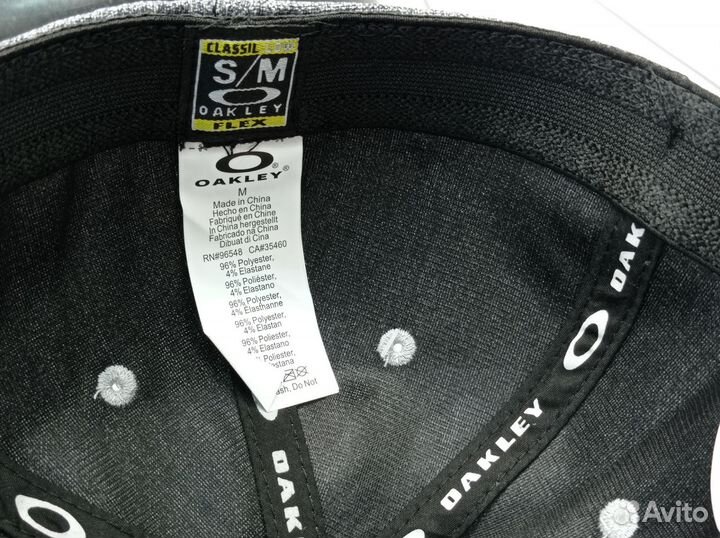 CLASSIL
S/M
OAKLEY
FLEX
OAKLEY®
M
Made in China
Hecho en China
Fabriqué en Chine
In China hergestellt
Fabricado na China
Dibuat di Cina
RN#96548 CA#35460
96% Polyester,
4% Elastane
96% Poliéster,
4% Elastano
96% Polyester,
4% Elasthanne
96% Polyester,
4% Elastan
96% Poliéster,
4% Elastano
Poliester,
Do Not
OAK
OAKLEY
OAKLEY
Avito